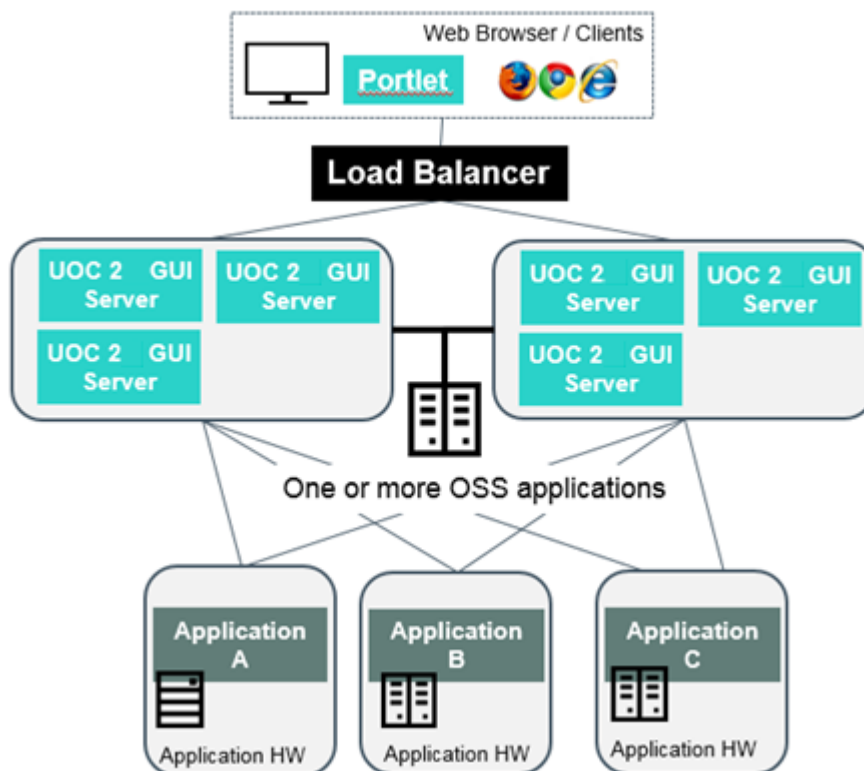 Web Browser / Clients
Portlet
Load Balancer
UOC 2 GUI
Server
UOC 2 GUI
Server
UOC 2 GUI
Server
UOC 2 GUI
Server
UOC 2 GUI
Server
UOC 2 GUI
Server
One or more OSS applications
Application
A
Application HW
Application
B
Application HW
Application
C
Application HW